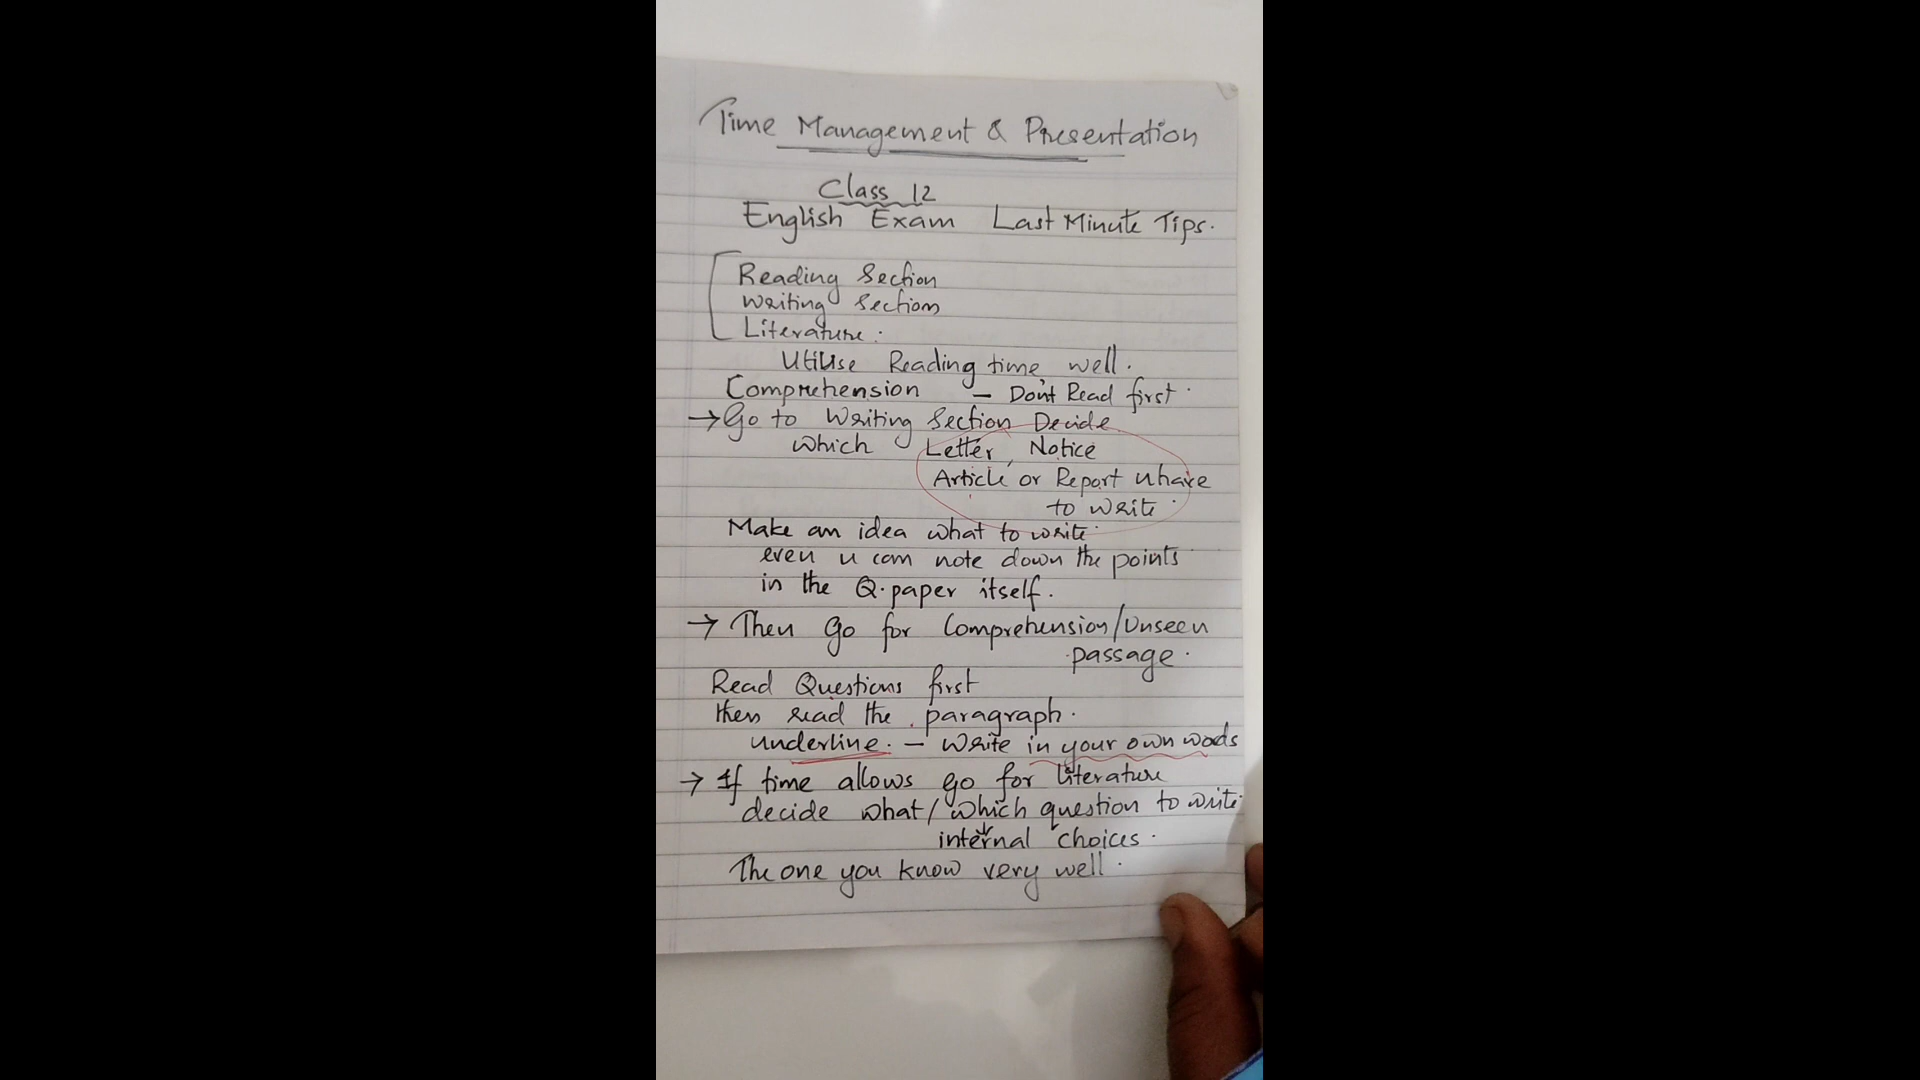 Time Management & Presentation
Class 12
English Exam Last Minute Tips.
Reading Section
Writing Section
Literature.
Utilise Reading time well.
Comprehension - Don't Read first.
→ Go to Writing Section Decide
which Letter, Notice
Article or Report u have
to write.
Make an idea what to write.
even u can note down the points
in the Q.paper itself.
→ Then Go for Comprehension/Unseen
passage.
Read Questions first
then read the paragraph.
underline. - Write in your own wods
→ If time allows go for literature
decide what/which question to write.
internal choices.
The one you know very well.